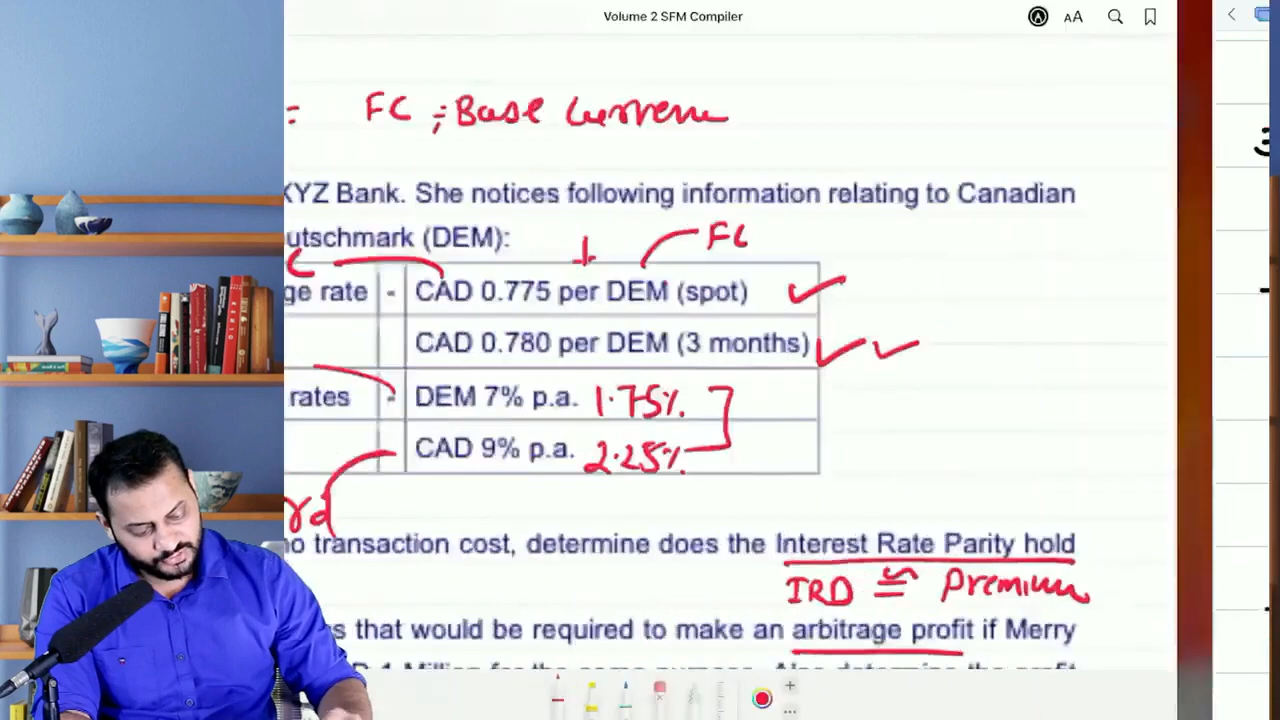 Volume 2 SFM Compiler
AA
= FC ; Base Currency
XYZ Bank. She notices following information relating to Canadian
utschmark (DEM):
FC
ge rate - CAD 0.775 per DEM (spot)
CAD 0.780 per DEM (3 months)
rates - DEM 7% p.a. 1.75%
- CAD 9% p.a. 2.25%
rd
no transaction cost, determine does the Interest Rate Parity hold
IRD = Premium
s that would be required to make an arbitrage profit if Merry